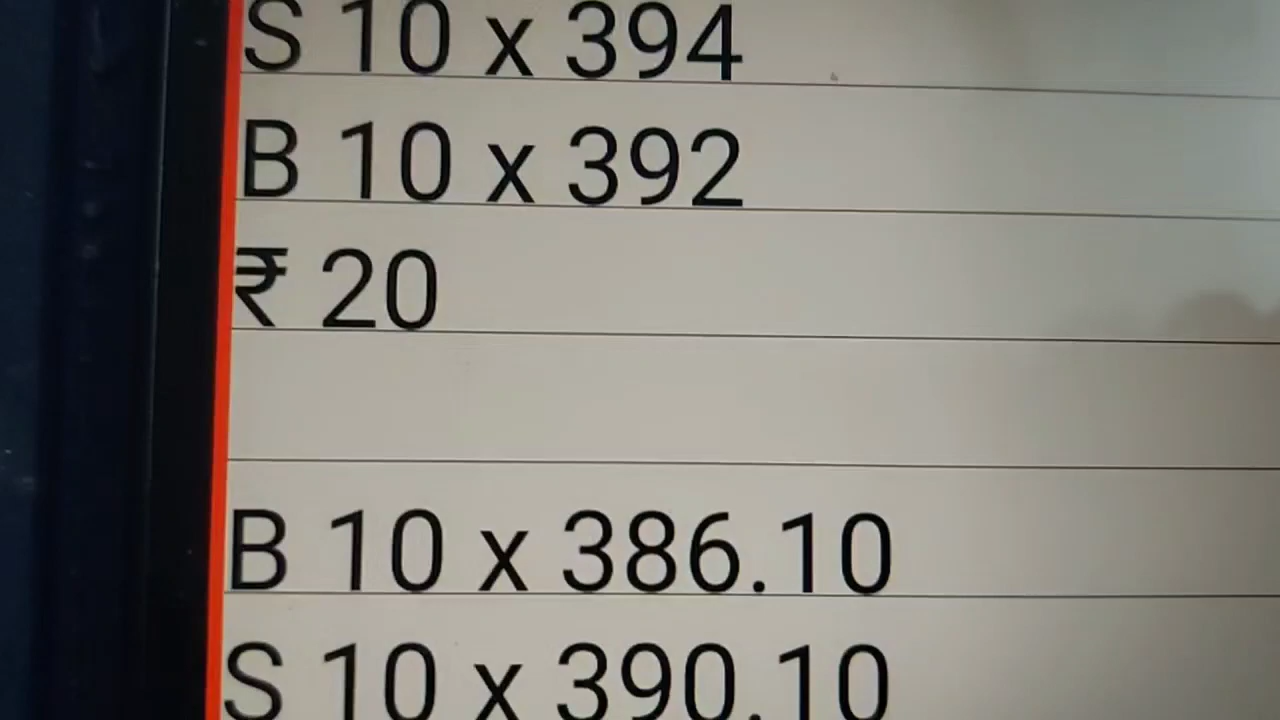 S 10 x 394
B 10 x 392
₹ 20
B 10 x 386.10
S 10 x 390.10